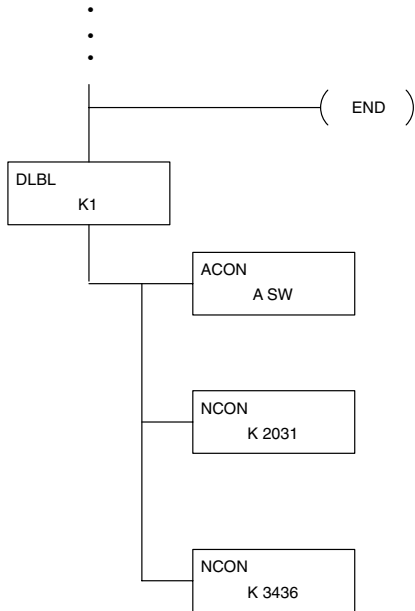 END
DLBL
K1
ACON
A SW
NCON
K 2031
NCON
K 3436